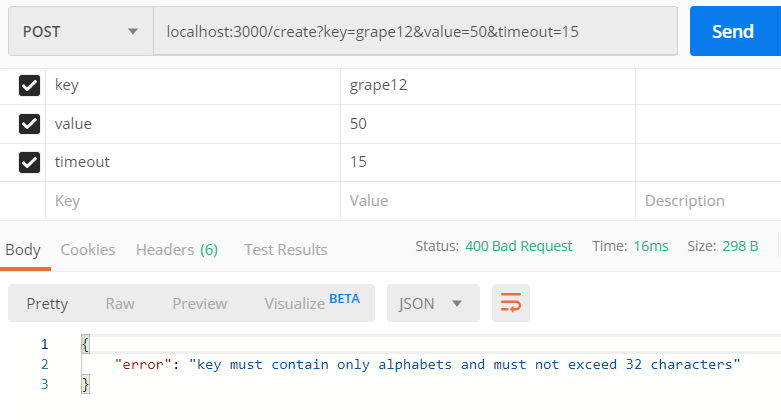 POST localhost:3000/create?key=grape12&value=50&timeout=15 Send
key grape12
value 50
timeout 15
Key Value Description
Body Cookies Headers (6) Test Results Status: 400 Bad Request Time: 16ms Size: 298 B
Pretty Raw Preview Visualize BETA JSON
1 {
2 "error": "key must contain only alphabets and must not exceed 32 characters"
3 }